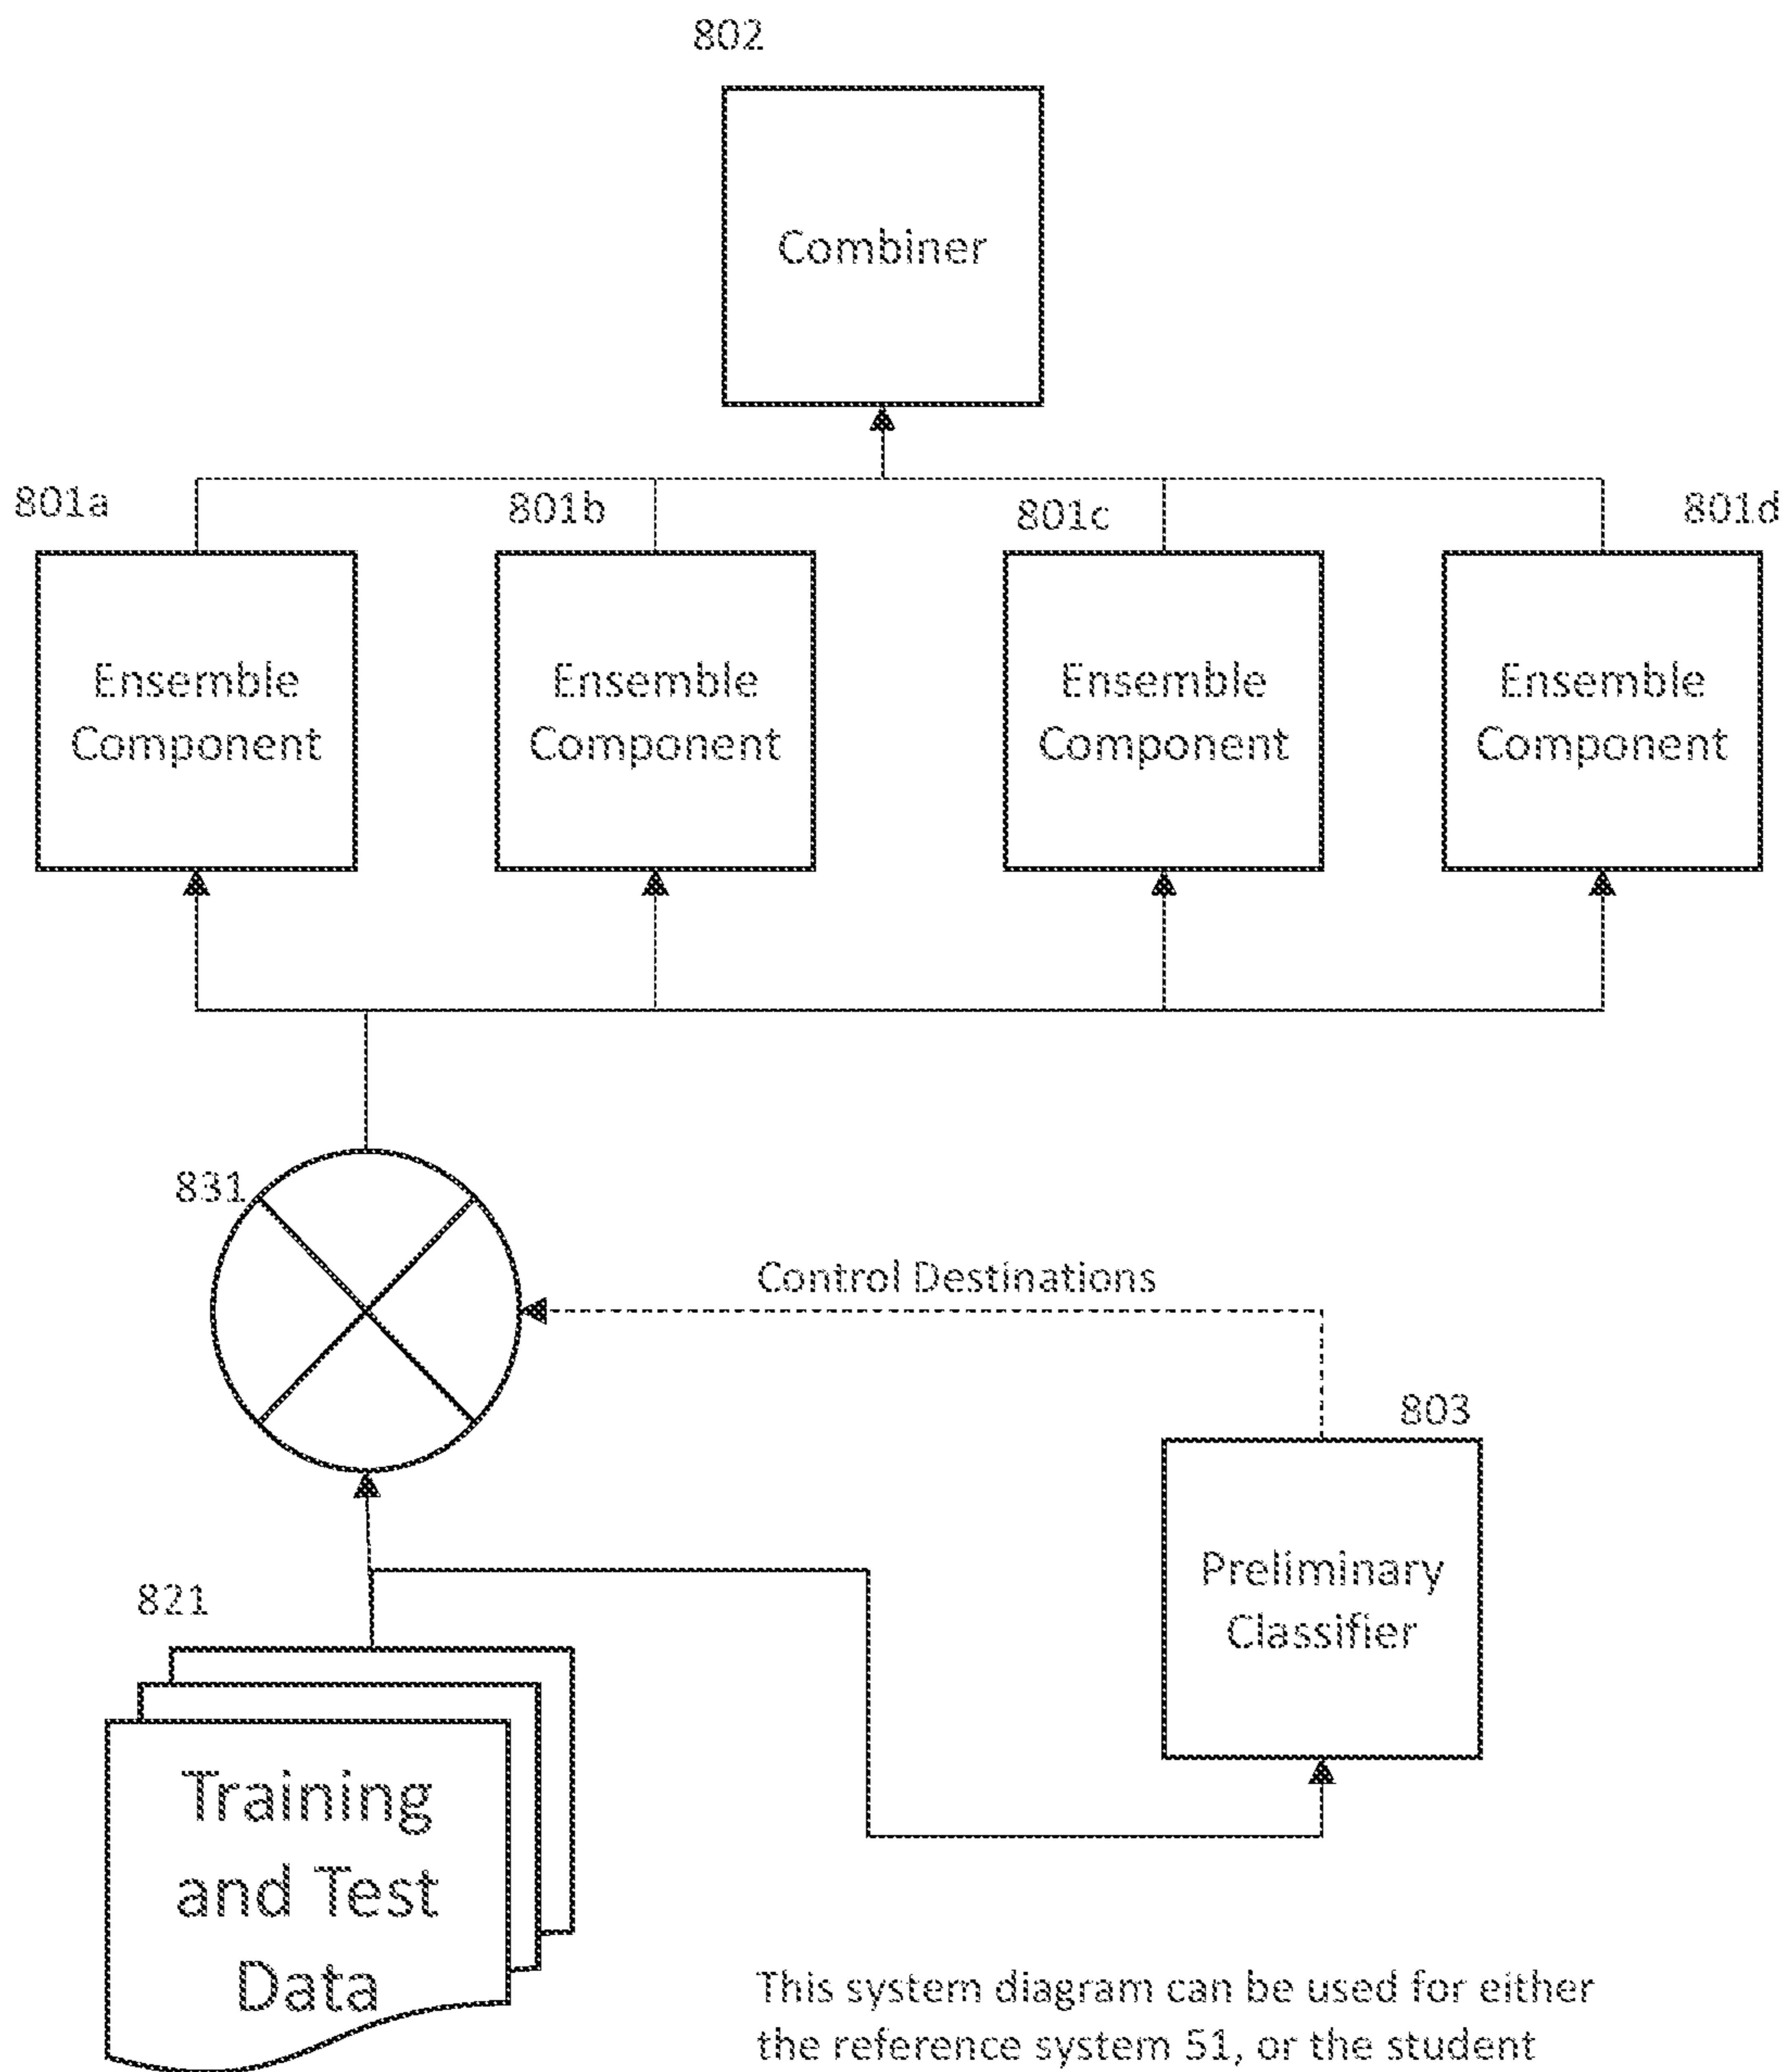 802
Combiner
801a
801b
801c
801d
Ensemble
Component
Ensemble
Component
Ensemble
Component
Ensemble
Component
831
Control Destinations
803
Preliminary
Classifier
821
Training
and Test
Data
This system diagram can be used for either
the reference system 51, or the student